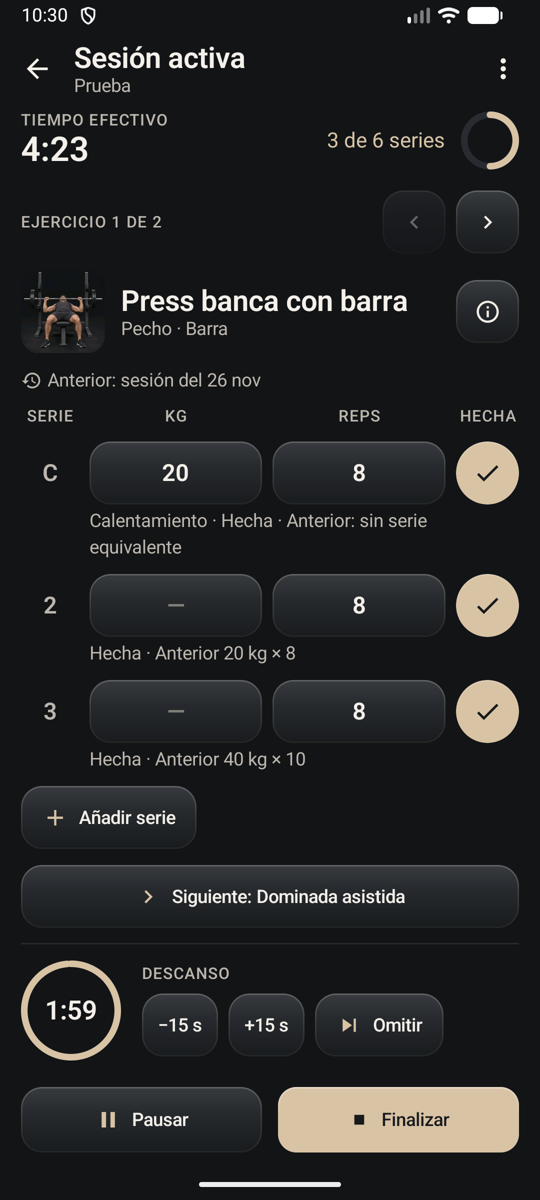 10:30
Sesión activa
Prueba
TIEMPO EFECTIVO
4:23
3 de 6 series
EJERCICIO 1 DE 2
Press banca con barra
Pecho · Barra
Anterior: sesión del 26 nov
SERIE KG REPS HECHA
C 20 8
Calentamiento · Hecha · Anterior: sin serie
equivalente
2 — 8
Hecha · Anterior 20 kg × 8
3 — 8
Hecha · Anterior 40 kg × 10
+ Añadir serie
Siguiente: Dominada asistida
DESCANSO
1:59
−15 s +15 s Omitir
Pausar Finalizar